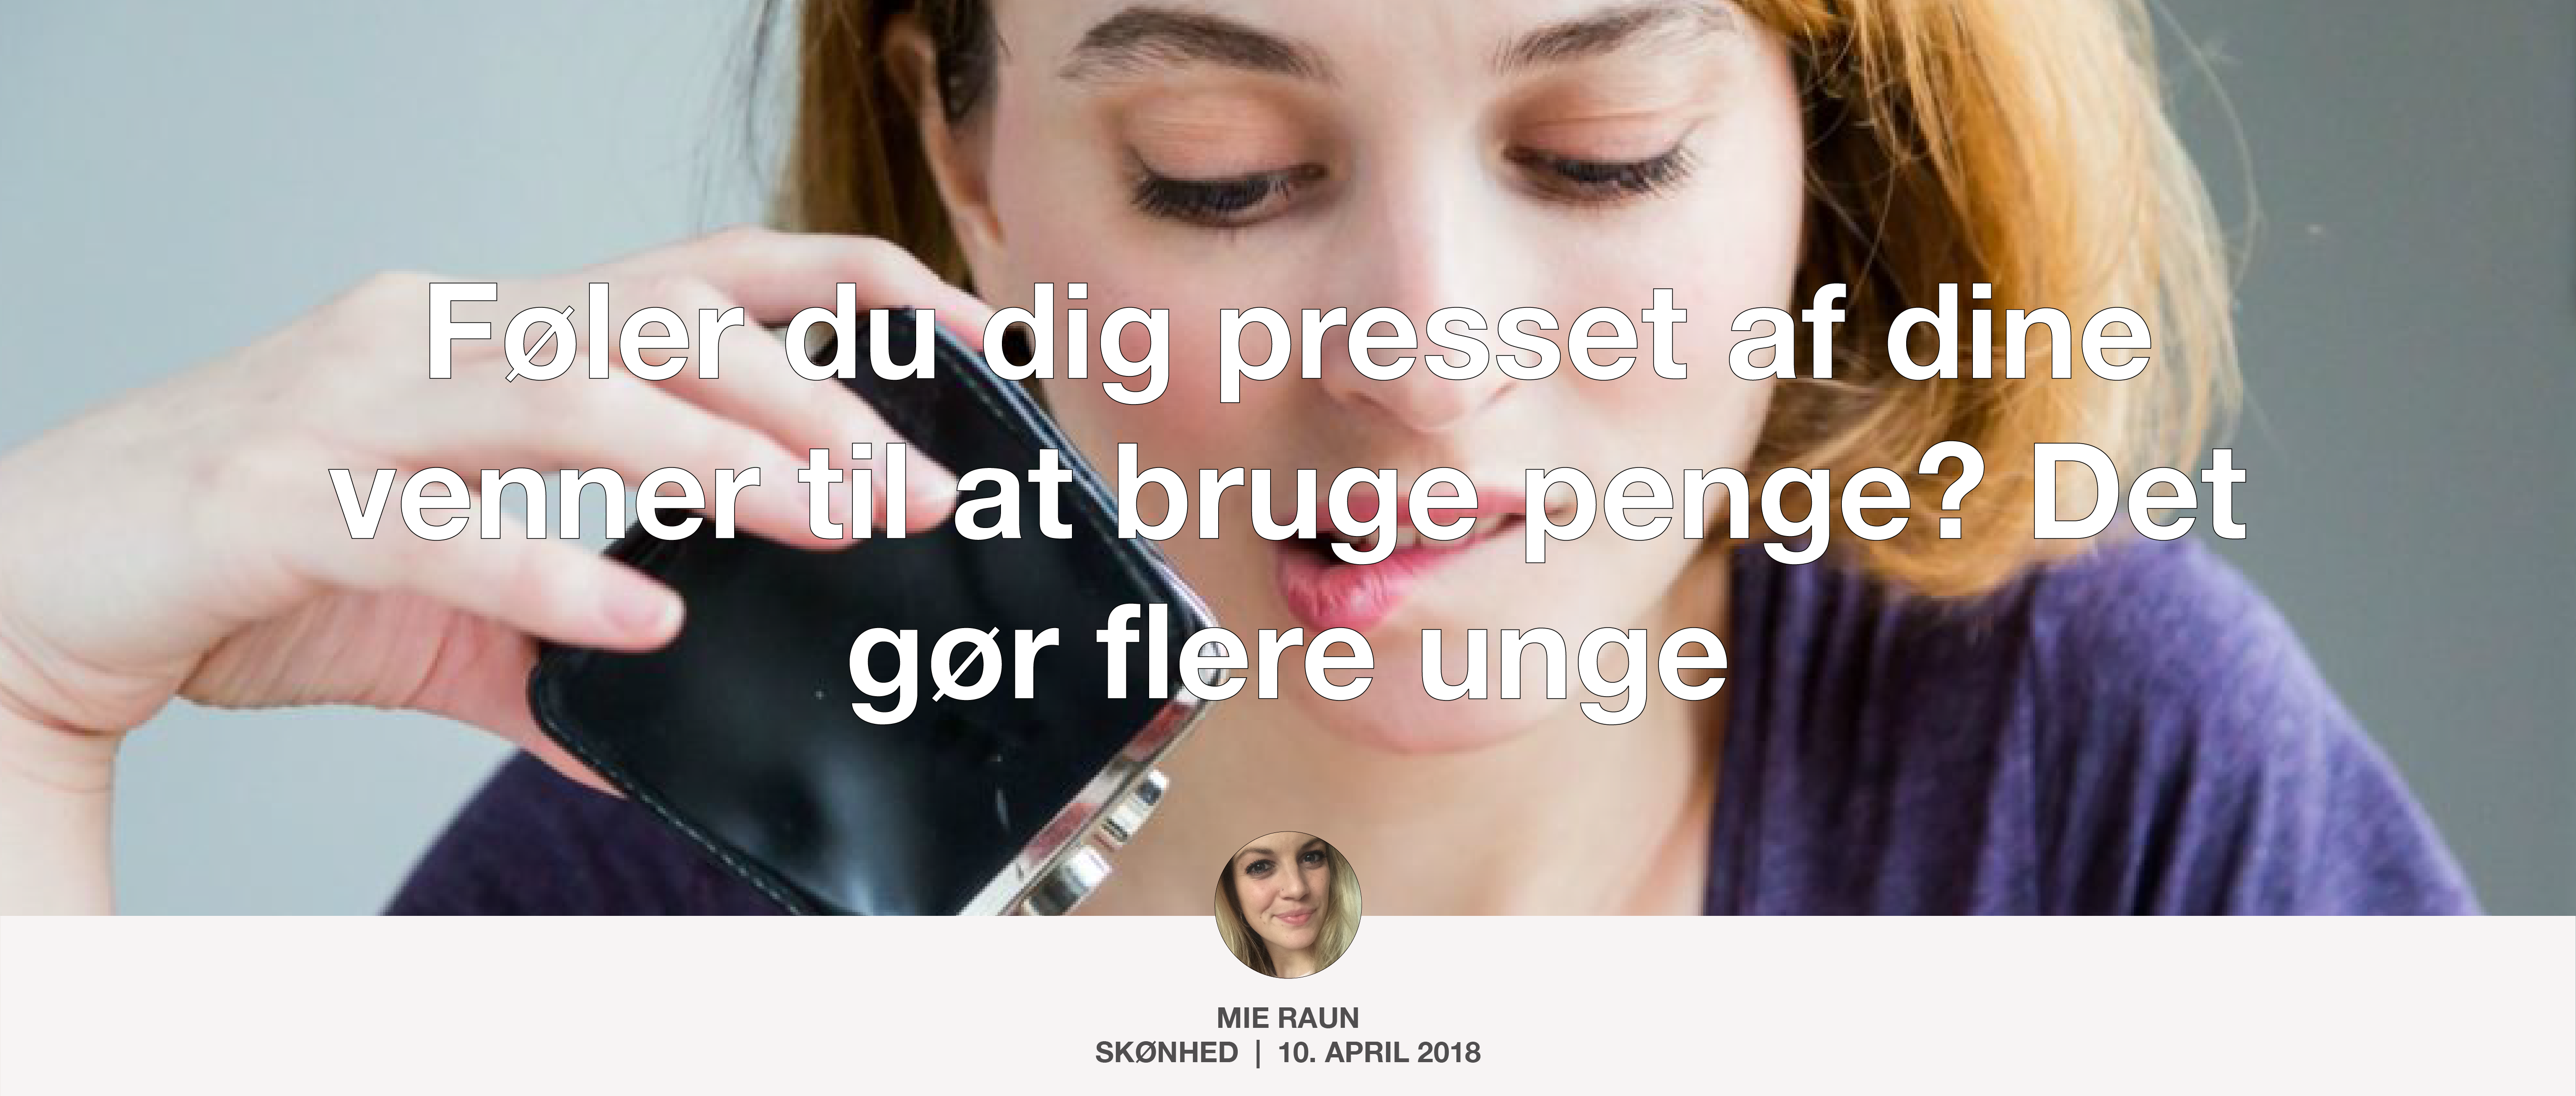 Føler du dig presset af dine
venner til at bruge penge? Det
gør flere unge
MIE RAUN
SKØNHED | 10. APRIL 2018